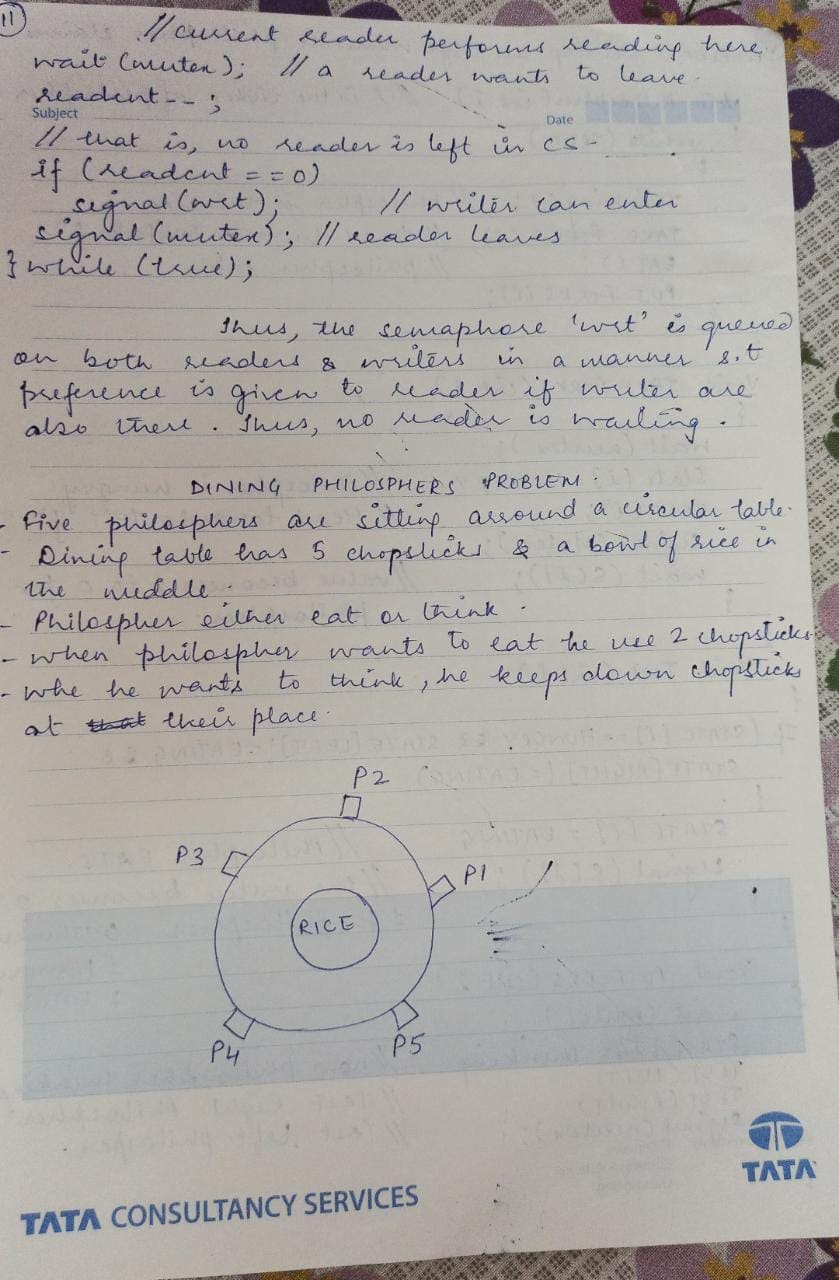 11
// current reader performs reading here.
wait (mutex); // a reader wants to leave.
readcnt--;
Subject Date
// that is, no reader is left in CS-
if (readcnt == 0)
signal (wrt); // writer can enter
signal (mutex); // reader leaves
} while (true);
Thus, the semaphore 'wrt' is queued
on both readers & writers in a manner s.t
preference is given to reader if writer are
also there. Thus, no reader is waiting.
DINING PHILOSPHERS PROBLEM.
- Five philosphers are sitting arround a circular table.
- Dining table has 5 chopsticks & a bowl of rice in
the middle.
- Philospher either eat or think.
- when philospher wants to eat he use 2 chopsticks.
- whe he wants to think, he keeps down chopsticks
at their place.
P2
P3
P1
RICE
P4
P5
TATA
TATA CONSULTANCY SERVICES